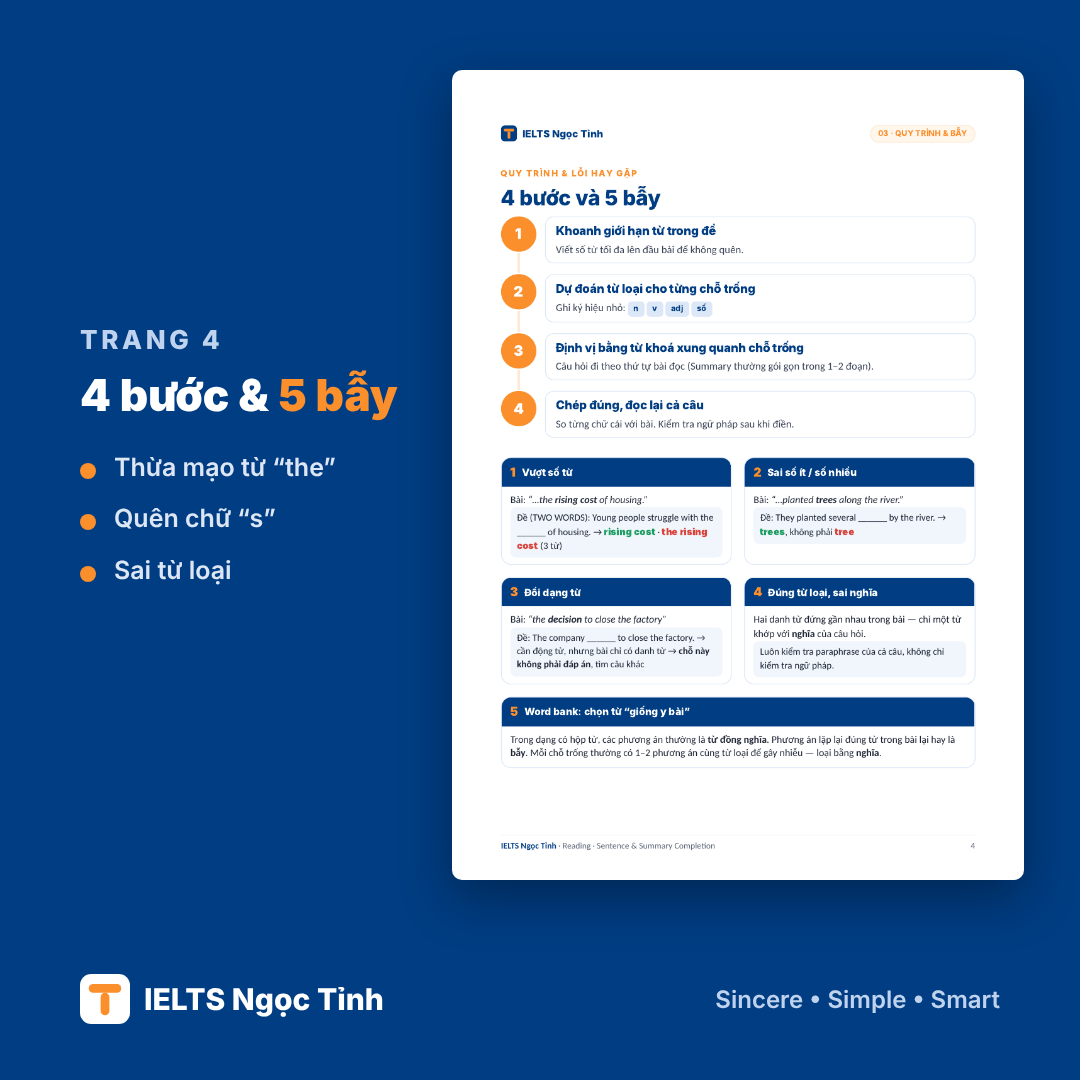 TRANG 4
4 bước & 5 bẫy
Thừa mạo từ “the”
Quên chữ “s”
Sai từ loại
IELTS Ngọc Tỉnh
03 · QUY TRÌNH & BẪY
QUY TRÌNH & LỖI HAY GẶP
4 bước và 5 bẫy
1
Khoanh giới hạn từ trong đề
Viết số từ tối đa lên đầu bài để không quên.
2
Dự đoán từ loại cho từng chỗ trống
Ghi ký hiệu nhỏ: n v adj số
3
Định vị bằng từ khoá xung quanh chỗ trống
Câu hỏi đi theo thứ tự bài đọc (Summary thường gói gọn trong 1–2 đoạn).
4
Chép đúng, đọc lại cả câu
So từng chữ cái với bài. Kiểm tra ngữ pháp sau khi điền.
1 Vượt số từ
Bài: “…the rising cost of housing.”
Đề (TWO WORDS): Young people struggle with the
______ of housing. → rising cost · the rising
cost (3 từ)
2 Sai số ít / số nhiều
Bài: “…planted trees along the river.”
Đề: They planted several ______ by the river. →
trees, không phải tree
3 Đổi dạng từ
Bài: “the decision to close the factory”
Đề: The company ______ to close the factory. →
cần động từ, nhưng bài chỉ có danh từ → chỗ này
không phải đáp án, tìm câu khác
4 Đúng từ loại, sai nghĩa
Hai danh từ đứng gần nhau trong bài — chỉ một từ
khớp với nghĩa của câu hỏi.
Luôn kiểm tra paraphrase của cả câu, không chỉ
kiểm tra ngữ pháp.
5 Word bank: chọn từ “giống y bài”
Trong dạng có hộp từ, các phương án thường là từ đồng nghĩa. Phương án lặp lại đúng từ trong bài lại hay là
bẫy. Mỗi chỗ trống thường có 1–2 phương án cùng từ loại để gây nhiễu — loại bằng nghĩa.
IELTS Ngọc Tỉnh · Reading · Sentence & Summary Completion
4
IELTS Ngọc Tỉnh
Sincere • Simple • Smart